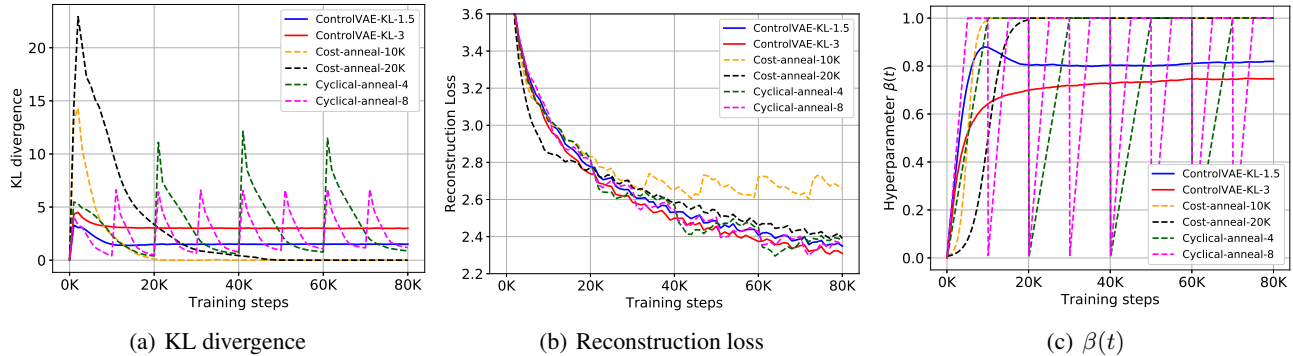 KL divergence
25
20
15
10
5
0
0K 20K 40K 60K 80K
Training steps
ControlVAE-KL-1.5
ControlVAE-KL-3
Cost-anneal-10K
Cost-anneal-20K
Cyclical-anneal-4
Cyclical-anneal-8
(a) KL divergence
Reconstruction Loss
3.6
3.4
3.2
3.0
2.8
2.6
2.4
2.2
0K 20K 40K 60K 80K
Training steps
ControlVAE-KL-1.5
ControlVAE-KL-3
Cost-anneal-10K
Cost-anneal-20K
Cyclical-anneal-4
Cyclical-anneal-8
(b) Reconstruction loss
Hyperparameter β(t)
1.0
0.8
0.6
0.4
0.2
0.0
0K 20K 40K 60K 80K
Training steps
ControlVAE-KL-1.5
ControlVAE-KL-3
Cost-anneal-10K
Cost-anneal-20K
Cyclical-anneal-4
Cyclical-anneal-8
(c) β(t)